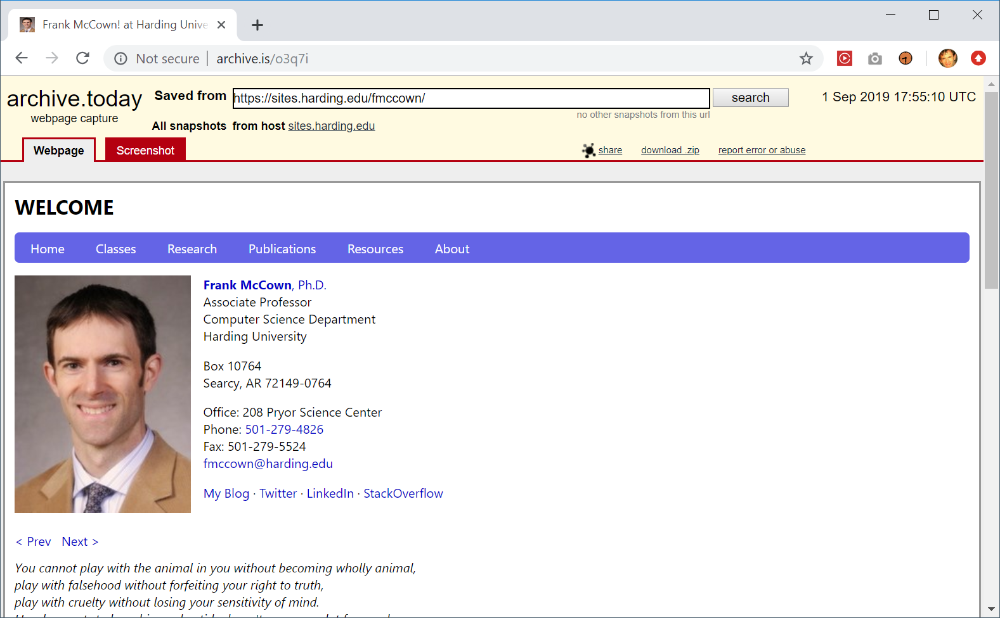 Frank McCown! at Harding Unive
Not secure | archive.is/o3q7i
archive.today
webpage capture
Saved from https://sites.harding.edu/fmccown/ search 1 Sep 2019 17:55:10 UTC
no other snapshots from this url
All snapshots from host sites.harding.edu
Webpage Screenshot share download .zip report error or abuse
WELCOME
Home Classes Research Publications Resources About
Frank McCown, Ph.D.
Associate Professor
Computer Science Department
Harding University
Box 10764
Searcy, AR 72149-0764
Office: 208 Pryor Science Center
Phone: 501-279-4826
Fax: 501-279-5524
fmccown@harding.edu
My Blog · Twitter · LinkedIn · StackOverflow
< Prev Next >
You cannot play with the animal in you without becoming wholly animal,
play with falsehood without forfeiting your right to truth,
play with cruelty without losing your sensitivity of mind.